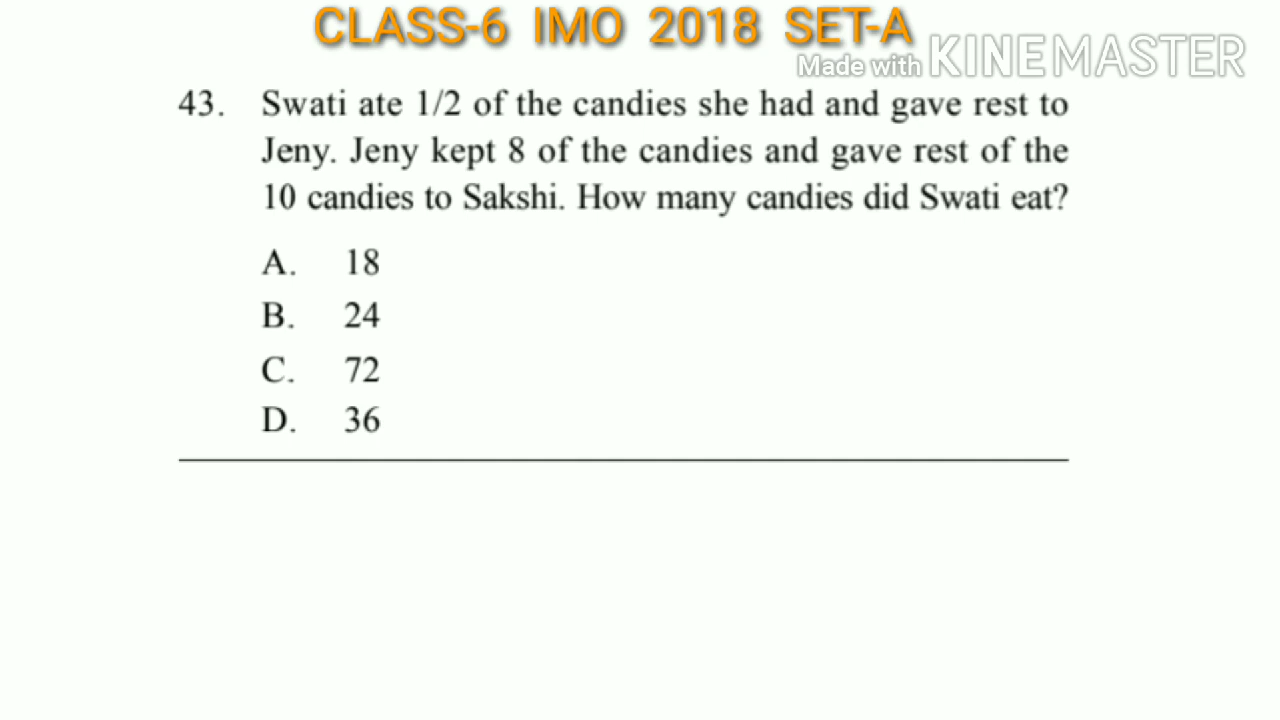 CLASS-6 IMO 2018 SET-A
Made with KINEMASTER
43. Swati ate 1/2 of the candies she had and gave rest to
Jeny. Jeny kept 8 of the candies and gave rest of the
10 candies to Sakshi. How many candies did Swati eat?
A. 18
B. 24
C. 72
D. 36